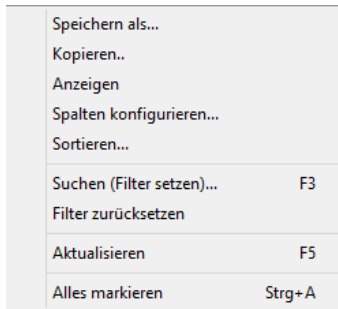 Speichern als...
Kopieren..
Anzeigen
Spalten konfigurieren...
Sortieren...
Suchen (Filter setzen)... F3
Filter zurücksetzen
Aktualisieren F5
Alles markieren Strg+A